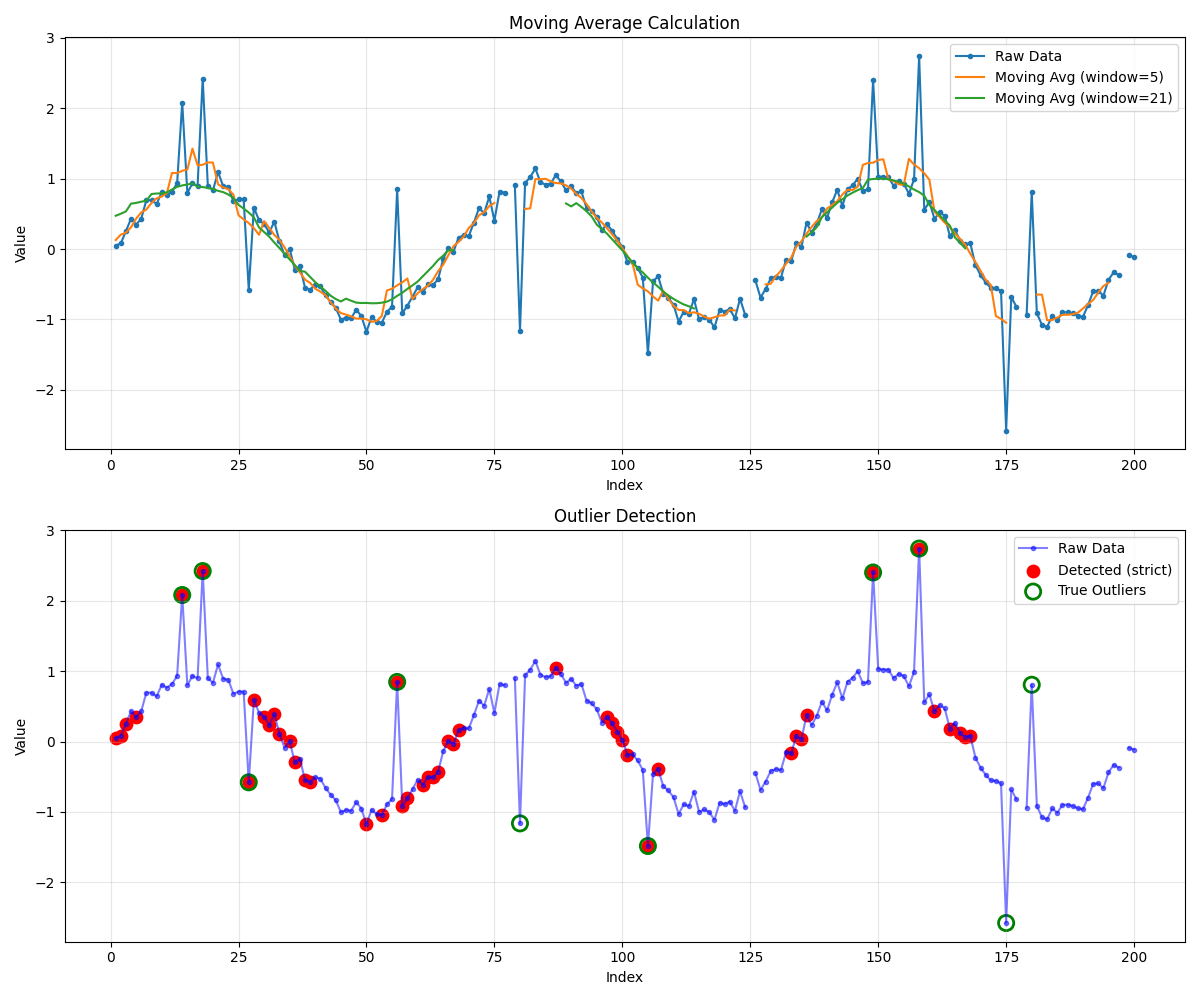 Moving Average Calculation
3
2
1
0
−1
−2
Value
Raw Data
Moving Avg (window=5)
Moving Avg (window=21)
0 25 50 75 100 125 150 175 200
Index
Outlier Detection
3
2
1
0
−1
−2
Value
Raw Data
Detected (strict)
True Outliers
0 25 50 75 100 125 150 175 200
Index